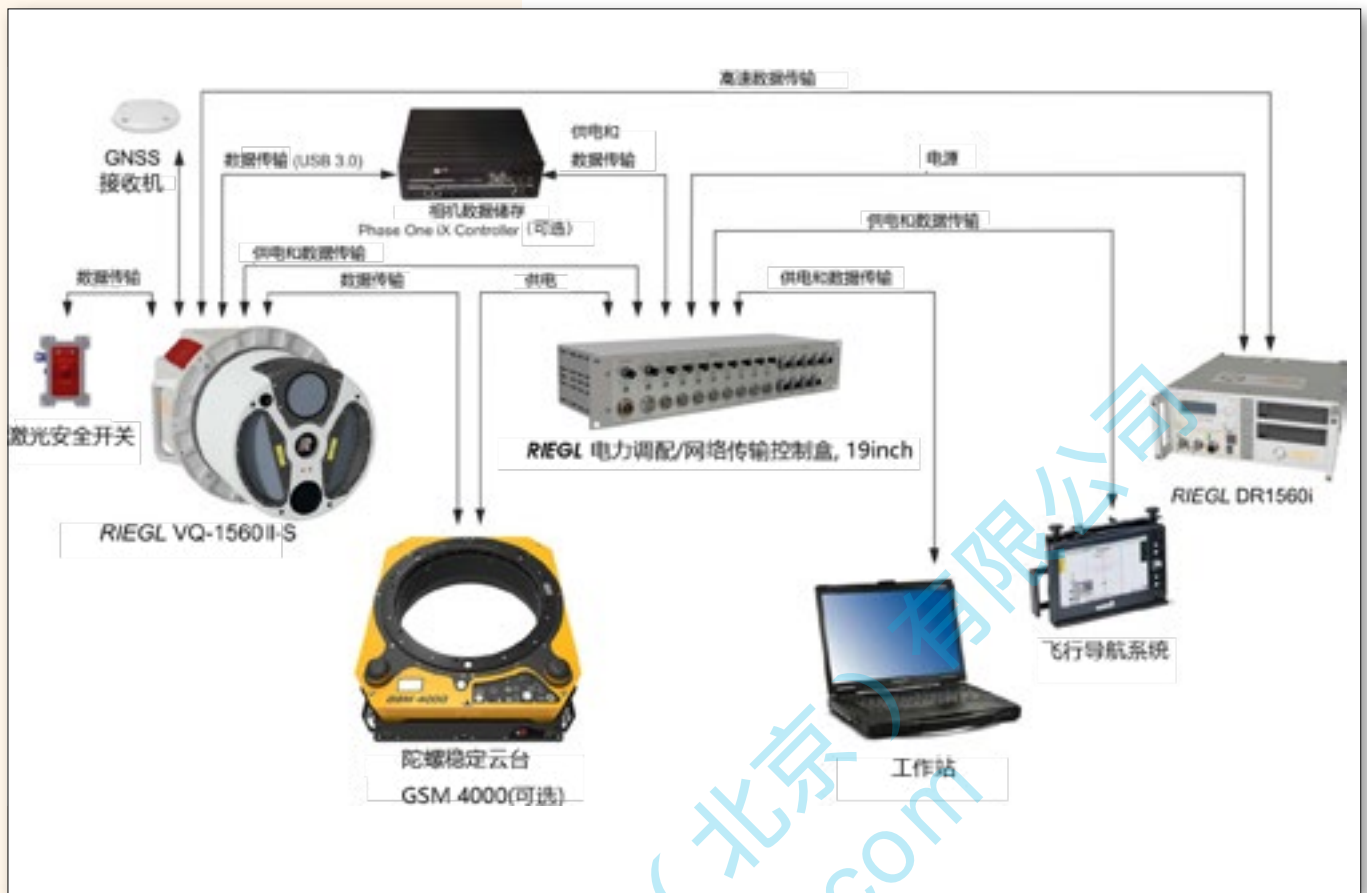 高速数据传输
GNSS
接收机
数据传输 (USB 3.0)
供电和
数据传输
电源
相机数据储存
Phase One iX Controller (可选)
供电和数据传输
供电和数据传输
数据传输
数据传输
供电
供电和数据传输
激光安全开关
RIEGL 电力调配/网络传输控制盒, 19inch
RIEGL DR1560i
RIEGL VQ-1560II-S
飞行导航系统
GSM 4000
陀螺稳定云台
GSM 4000(可选)
工作站
(北京)有限公司
com